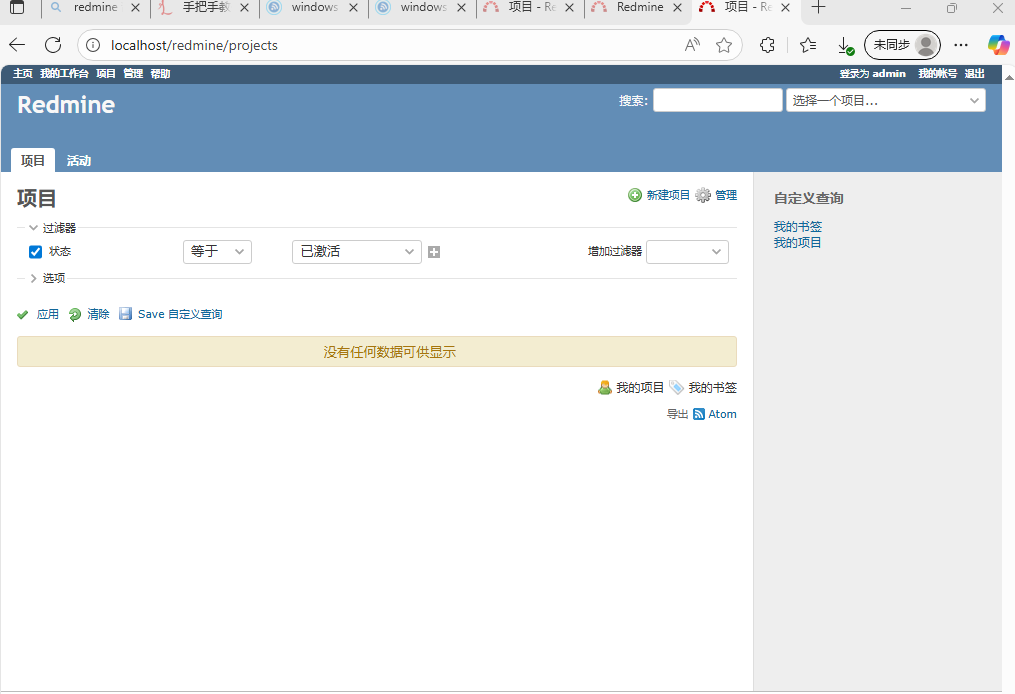 redmine 手把手教 windows windows 项目 - Re Redmine 项目 - Re
localhost/redmine/projects 未同步
主页 我的工作台 项目 管理 帮助 登录为 admin 我的帐号 退出
Redmine 搜索: 选择一个项目...
项目 活动
项目 新建项目 管理 自定义查询
过滤器 我的书签
状态 等于 已激活 增加过滤器 我的项目
选项
应用 清除 Save 自定义查询
没有任何数据可供显示
我的项目 我的书签
导出 Atom